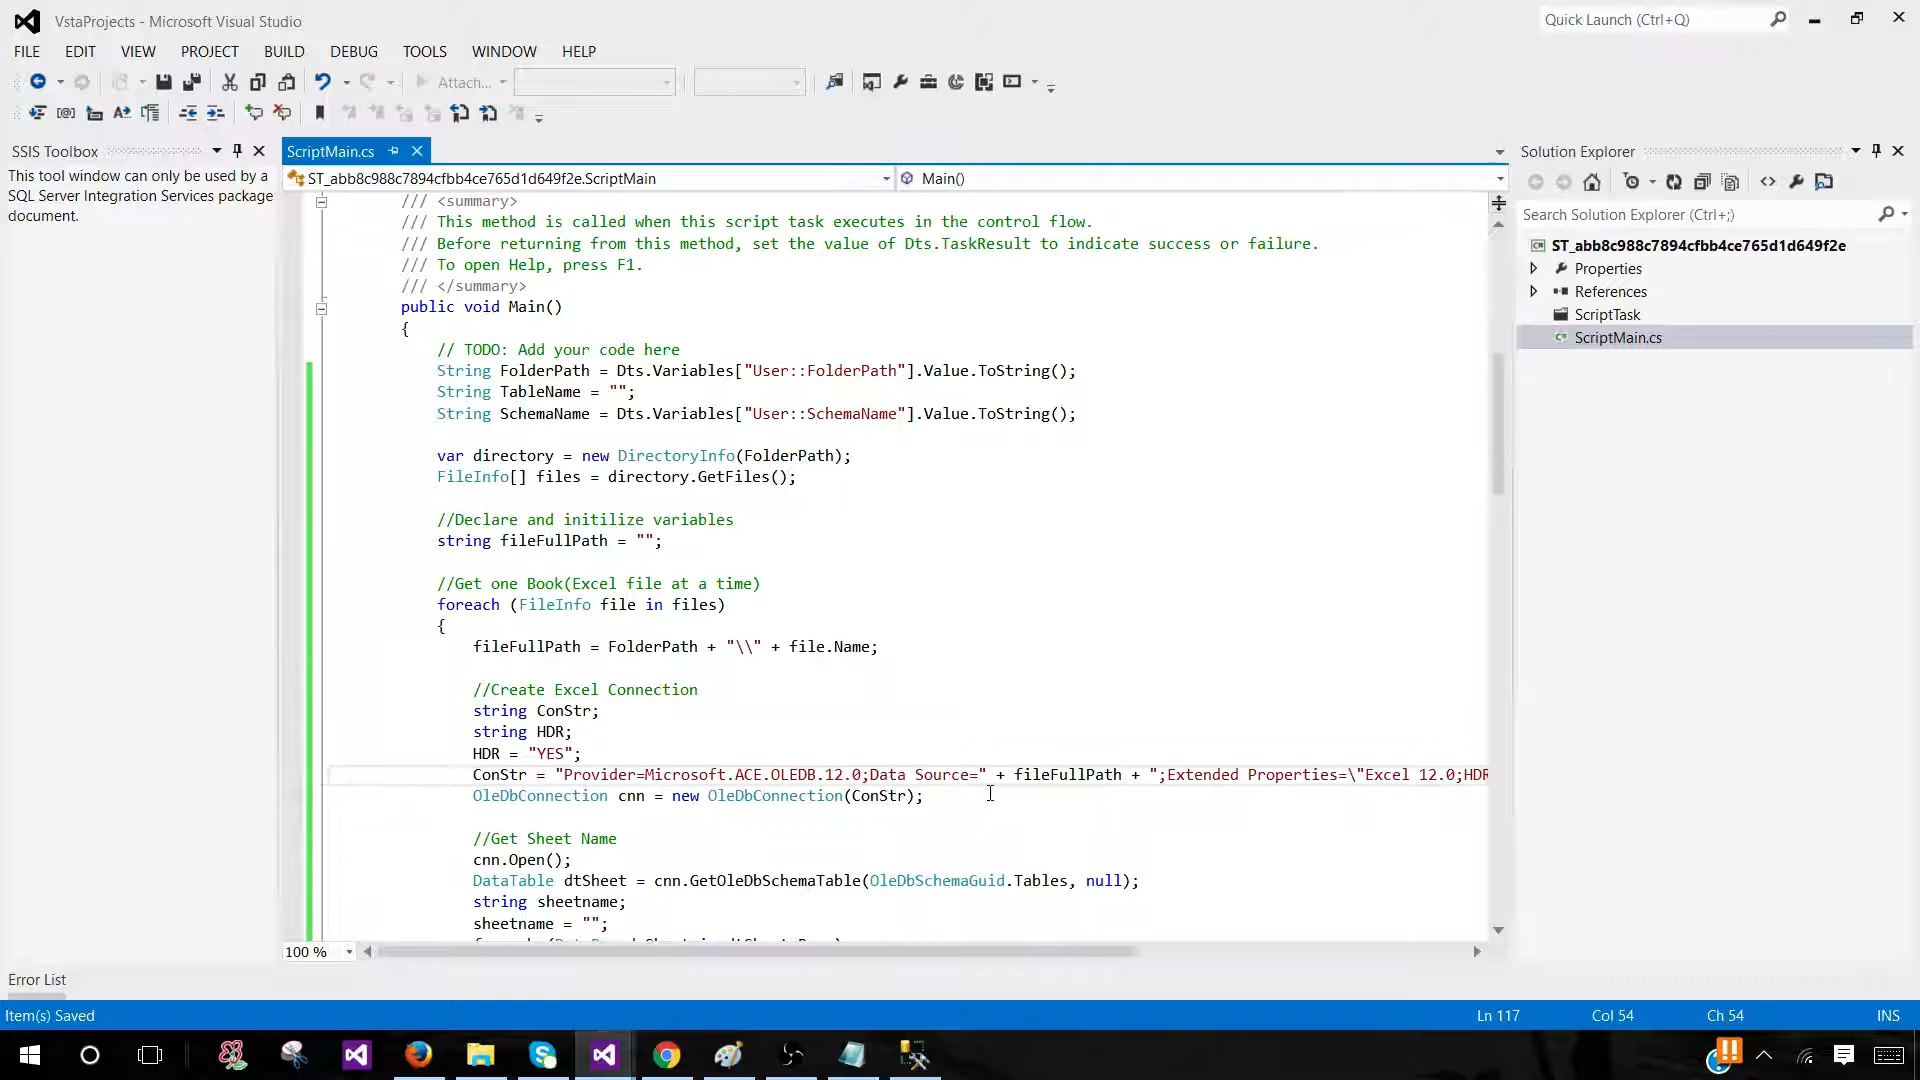 VstaProjects - Microsoft Visual Studio
Quick Launch (Ctrl+Q)
FILE EDIT VIEW PROJECT BUILD DEBUG TOOLS WINDOW HELP
Attach...
SSIS Toolbox
This tool window can only be used by a
SQL Server Integration Services package
document.
ScriptMain.cs
ST_abb8c988c7894cfbb4ce765d1d649f2e.ScriptMain
Main()
/// <summary>
/// This method is called when this script task executes in the control flow.
/// Before returning from this method, set the value of Dts.TaskResult to indicate success or failure.
/// To open Help, press F1.
/// </summary>
public void Main()
{
// TODO: Add your code here
String FolderPath = Dts.Variables["User::FolderPath"].Value.ToString();
String TableName = "";
String SchemaName = Dts.Variables["User::SchemaName"].Value.ToString();
var directory = new DirectoryInfo(FolderPath);
FileInfo[] files = directory.GetFiles();
//Declare and initilize variables
string fileFullPath = "";
//Get one Book(Excel file at a time)
foreach (FileInfo file in files)
{
fileFullPath = FolderPath + "\\" + file.Name;
//Create Excel Connection
string ConStr;
string HDR;
HDR = "YES";
ConStr = "Provider=Microsoft.ACE.OLEDB.12.0;Data Source=" + fileFullPath + ";Extended Properties=\"Excel 12.0;HDR
OleDbConnection cnn = new OleDbConnection(ConStr);
//Get Sheet Name
cnn.Open();
DataTable dtSheet = cnn.GetOleDbSchemaTable(OleDbSchemaGuid.Tables, null);
string sheetname;
sheetname = "";
100 %
Solution Explorer
Search Solution Explorer (Ctrl+;)
ST_abb8c988c7894cfbb4ce765d1d649f2e
Properties
References
ScriptTask
ScriptMain.cs
Error List
Item(s) Saved
Ln 117 Col 54 Ch 54 INS